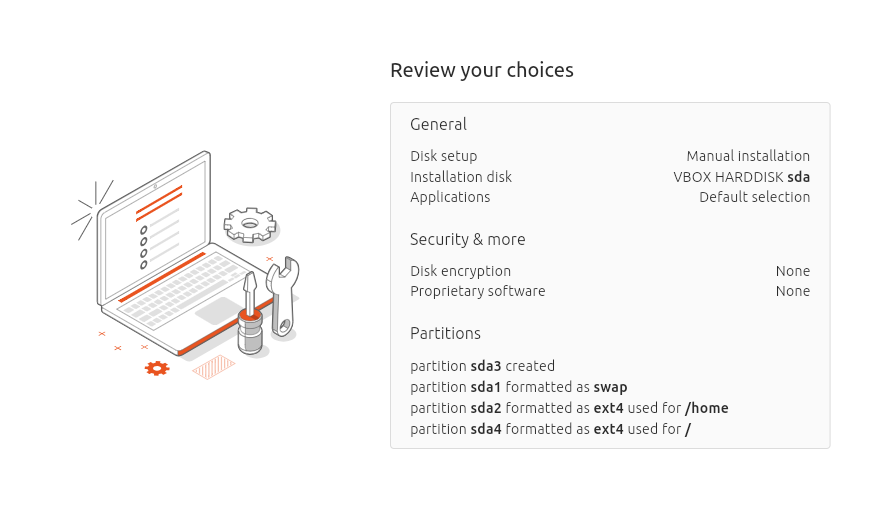 Review your choices
General
Disk setup Manual installation
Installation disk VBOX HARDDISK sda
Applications Default selection
Security & more
Disk encryption None
Proprietary software None
Partitions
partition sda3 created
partition sda1 formatted as swap
partition sda2 formatted as ext4 used for /home
partition sda4 formatted as ext4 used for /